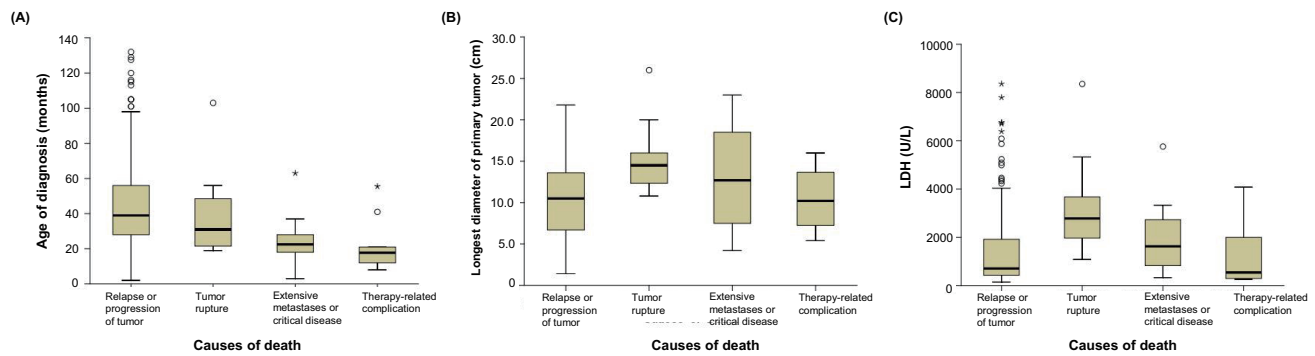 (A)
Age of diagnosis (months)
140
120
100
80
60
40
20
0
Relapse or
progression
of tumor
Tumor
rupture
Extensive
metastases or
critical disease
Therapy-related
complication
Causes of death
(B)
Longest diameter of primary tumor (cm)
30.0
25.0
20.0
15.0
10.0
5.0
0
Relapse or
progression
of tumor
Tumor
rupture
Extensive
metastases or
critical disease
Therapy-related
complication
Causes of death
(C)
LDH (U/L)
10000
8000
6000
4000
2000
0
Relapse or
progression
of tumor
Tumor
rupture
Extensive
metastases or
critical disease
Therapy-related
complication
Causes of death